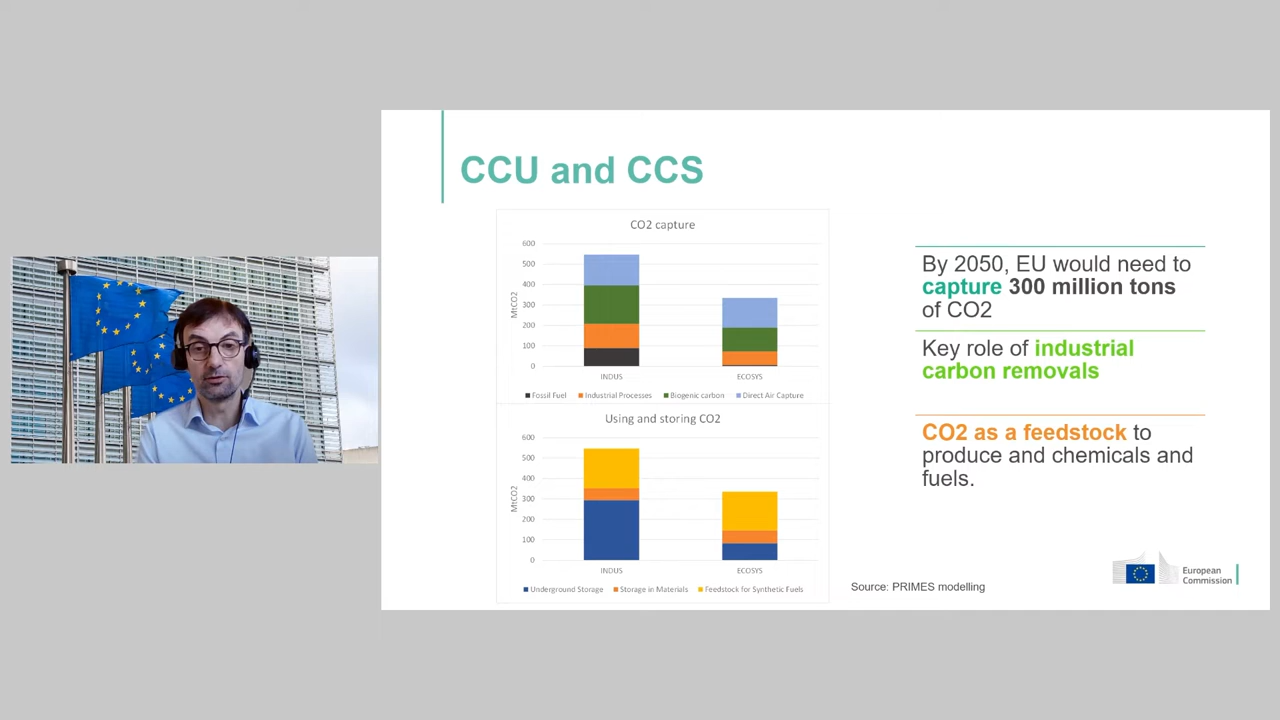 CCU and CCS
CO2 capture
600
500
400
300
200
100
0
MtCO2
INDUS
ECOSYS
Fossil Fuel
Industrial Processes
Biogenic carbon
Direct Air Capture
Using and storing CO2
600
500
400
300
200
100
0
MtCO2
INDUS
ECOSYS
Underground Storage
Storage in Materials
Feedstock for Synthetic Fuels
By 2050, EU would need to
capture 300 million tons
of CO2
Key role of industrial
carbon removals
CO2 as a feedstock to
produce and chemicals and
fuels.
Source: PRIMES modelling
European
Commission